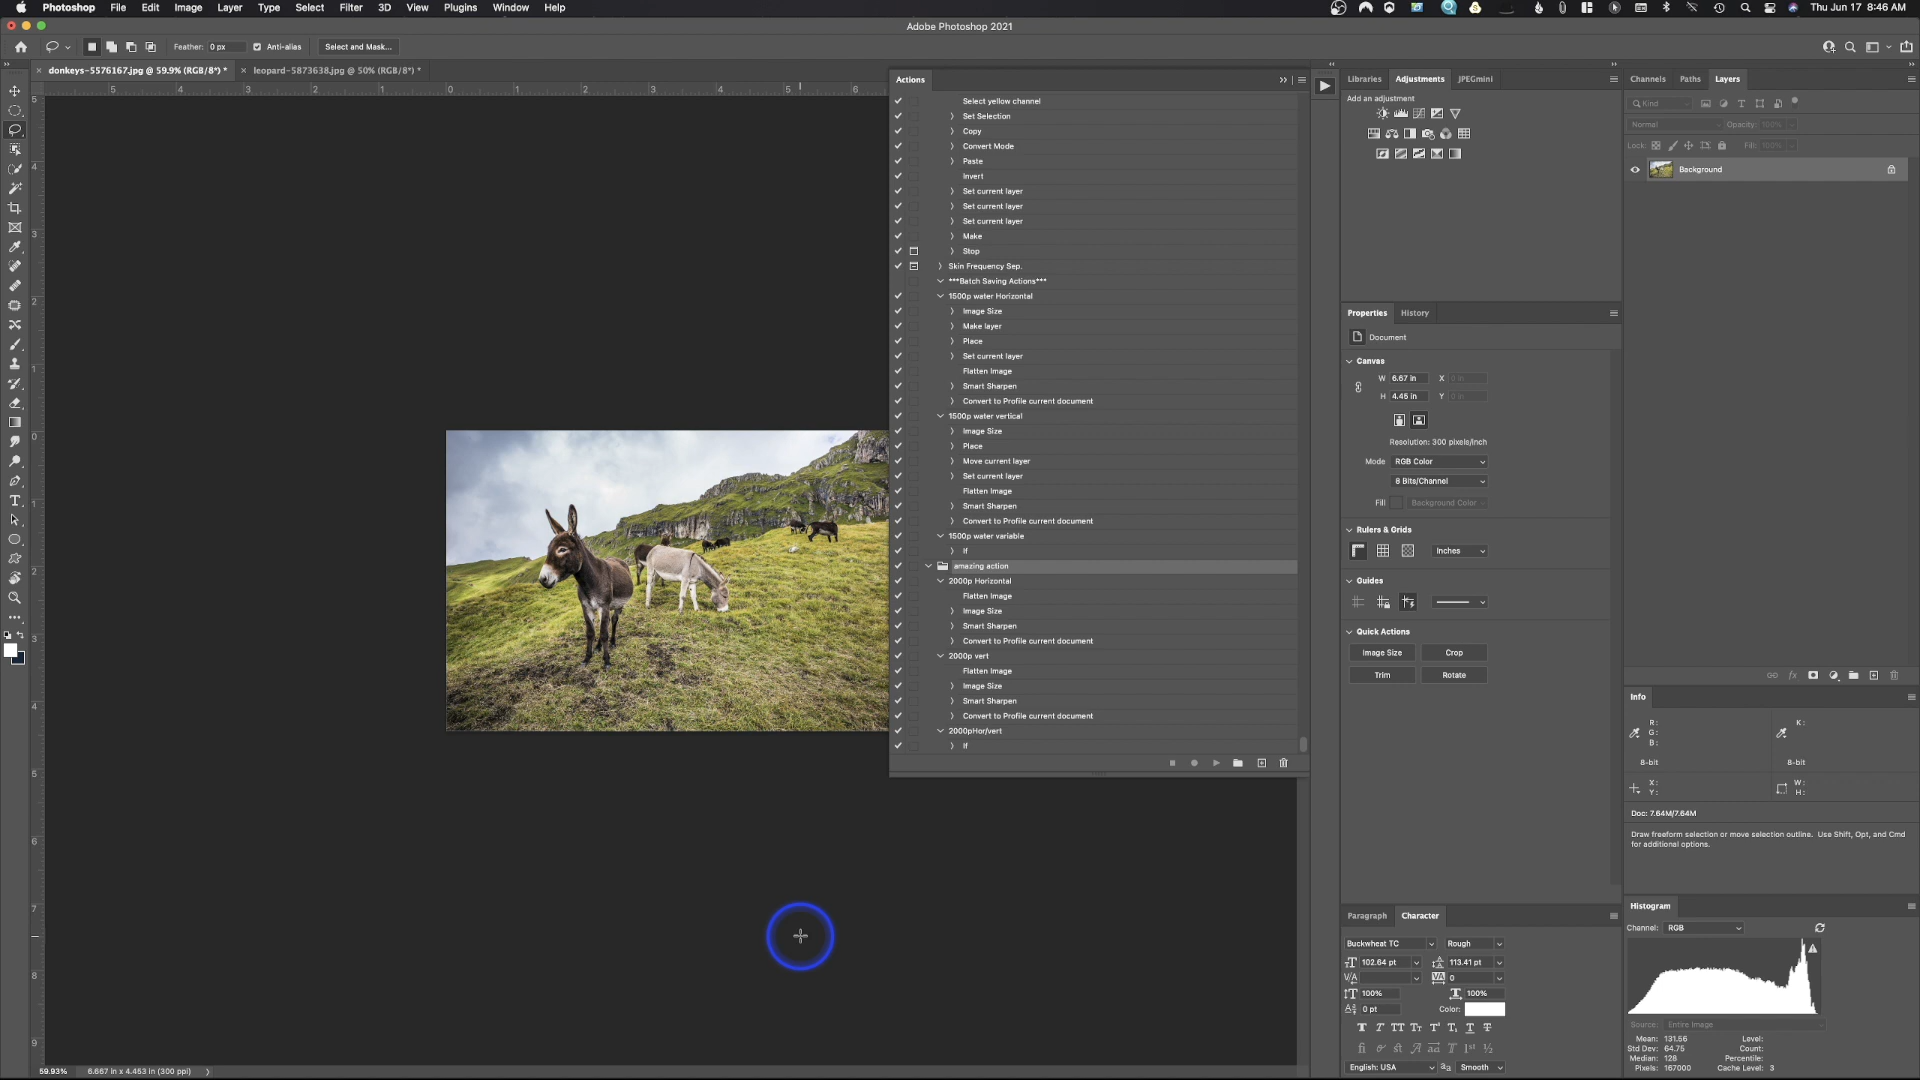 Photoshop File Edit Image Layer Type Select Filter 3D View Plugins Window Help Thu Jun 17 8:46 AM
Adobe Photoshop 2021
Feather: 0 px Anti-alias Select and Mask...
donkeys-5576167.jpg @ 59.9% (RGB/8*) * leopard-5873638.jpg @ 50% (RGB/8*) *
Actions
Select yellow channel
Set Selection
Copy
Convert Mode
Paste
Invert
Set current layer
Set current layer
Set current layer
Make
Stop
Skin Frequency Sep.
***Batch Saving Actions***
1500p water Horizontal
Image Size
Make layer
Place
Set current layer
Flatten Image
Smart Sharpen
Convert to Profile current document
1500p water vertical
Image Size
Place
Move current layer
Set current layer
Flatten Image
Smart Sharpen
Convert to Profile current document
1500p water variable
If
amazing action
2000p Horizontal
Flatten Image
Image Size
Smart Sharpen
Convert to Profile current document
2000p vert
Flatten Image
Image Size
Smart Sharpen
Convert to Profile current document
2000pHor/vert
If
Libraries Adjustments JPEGmini
Add an adjustment
Properties History
Document
Canvas
W 6.67 in X 0 in
H 4.45 in Y 0 in
Resolution: 300 pixels/inch
Mode RGB Color
8 Bits/Channel
Fill Background Color
Rulers & Grids
Inches
Guides
Quick Actions
Image Size Crop
Trim Rotate
Paragraph Character
Buckwheat TC Rough
102.64 pt 113.41 pt
0
100% 100%
0 pt Color:
English: USA Smooth
Channels Paths Layers
Kind
Normal Opacity: 100%
Lock: Fill: 100%
Background
Info
R: K:
G:
B:
8-bit 8-bit
X: W:
Y: H:
Doc: 7.64M/7.64M
Draw freeform selection or move selection outline. Use Shift, Opt, and Cmd
for additional options.
Histogram
Channel: RGB
Source: Entire Image
Mean: 131.56 Level:
Std Dev: 64.75 Count:
Median: 128 Percentile:
Pixels: 167000 Cache Level: 3
59.93% 6.667 in x 4.453 in (300 ppi)